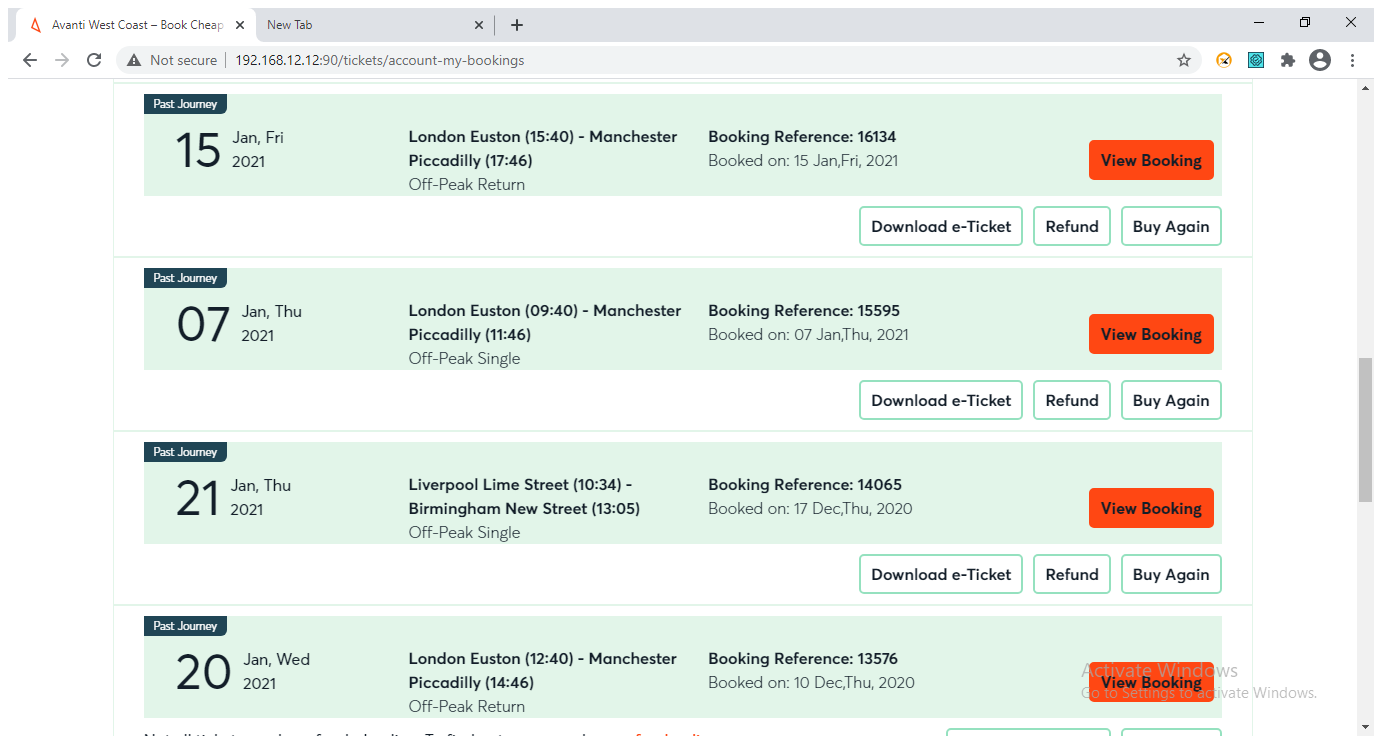 Avanti West Coast – Book Cheap
New Tab
Not secure
192.168.12.12:90/tickets/account-my-bookings
Past Journey
15 Jan, Fri
2021
London Euston (15:40) - Manchester
Piccadilly (17:46)
Off-Peak Return
Booking Reference: 16134
Booked on: 15 Jan,Fri, 2021
View Booking
Download e-Ticket
Refund
Buy Again
Past Journey
07 Jan, Thu
2021
London Euston (09:40) - Manchester
Piccadilly (11:46)
Off-Peak Single
Booking Reference: 15595
Booked on: 07 Jan,Thu, 2021
View Booking
Download e-Ticket
Refund
Buy Again
Past Journey
21 Jan, Thu
2021
Liverpool Lime Street (10:34) -
Birmingham New Street (13:05)
Off-Peak Single
Booking Reference: 14065
Booked on: 17 Dec,Thu, 2020
View Booking
Download e-Ticket
Refund
Buy Again
Past Journey
20 Jan, Wed
2021
London Euston (12:40) - Manchester
Piccadilly (14:46)
Off-Peak Return
Booking Reference: 13576
Booked on: 10 Dec,Thu, 2020
View Booking
Activate Windows
Go to Settings to activate Windows.